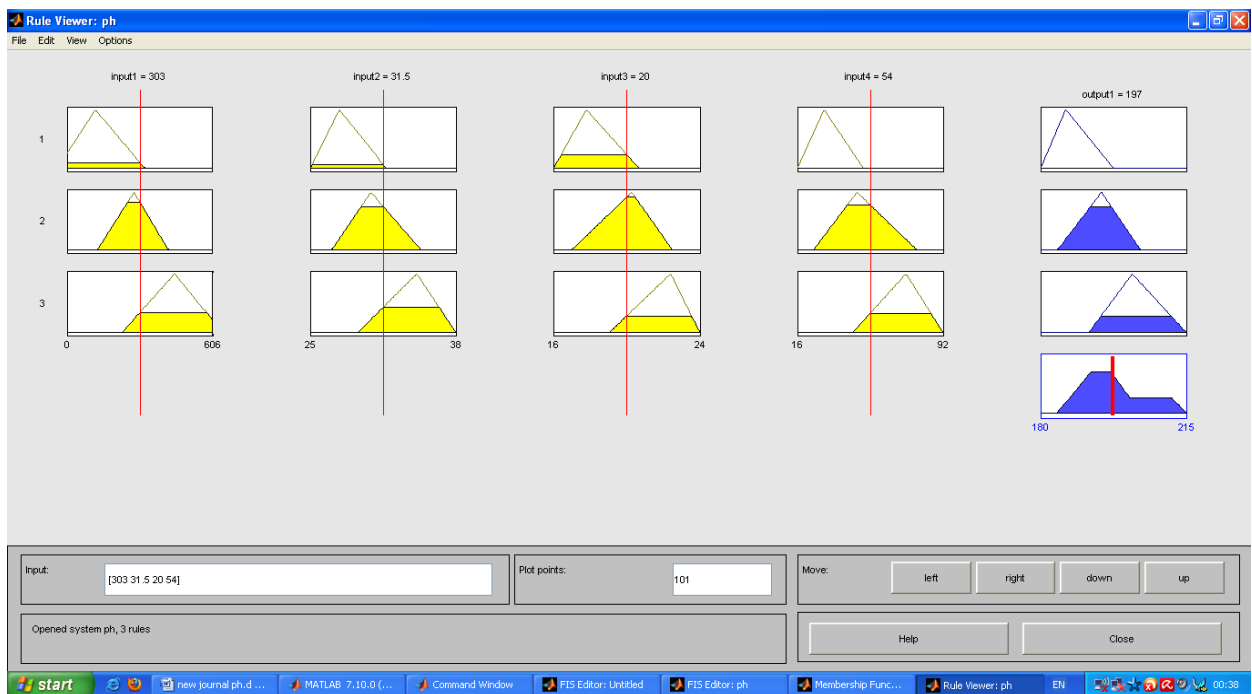 Rule Viewer: ph
File Edit View Options
input1 = 303 input2 = 31.5 input3 = 20 input4 = 54
output1 = 197
1
2
3
0 606 25 38 16 24 16 92
180 215
Input: [303 31.5 20 54] Plot points: 101 Move: left right down up
Opened system ph, 3 rules
Help Close
start new journal ph.d ... MATLAB 7.10.0 (... Command Window FIS Editor: Untitled FIS Editor: ph Membership Func... Rule Viewer: ph EN 00:38